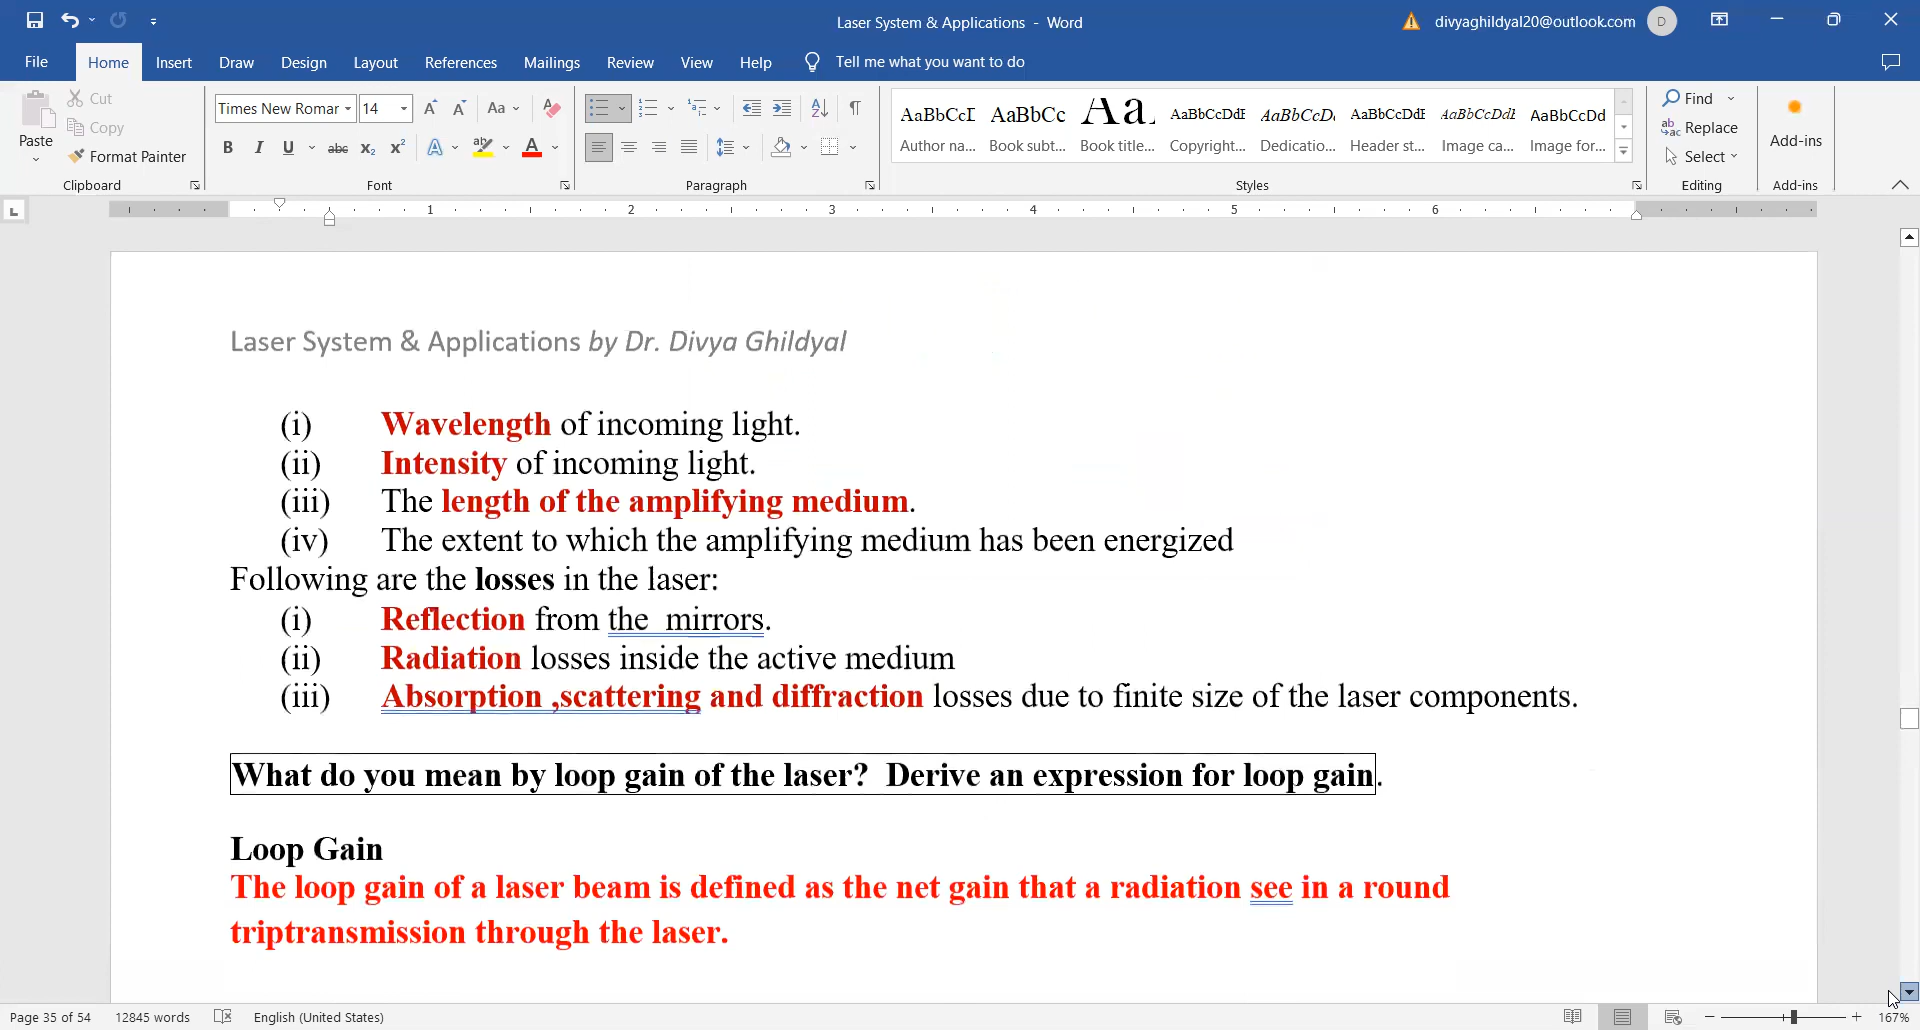 Laser System & Applications - Word
divyaghildyal20@outlook.com
D
File Home Insert Draw Design Layout References Mailings Review View Help Tell me what you want to do
Paste
Cut
Copy
Format Painter
Clipboard
Times New Romar 14
Font
Paragraph
AaBbCcI AaBbCc Aa. AaBbCcDdE AaBbCcD AaBbCcDdE AaBbCcDdE AaBbCcDd
Author na... Book subt... Book title... Copyright... Dedicatio... Header st... Image ca... Image for...
Styles
Find
Replace
Select
Editing
Add-ins
Add-ins
1 2 3 4 5 6
Laser System & Applications by Dr. Divya Ghildyal
(i) Wavelength of incoming light.
(ii) Intensity of incoming light.
(iii) The length of the amplifying medium.
(iv) The extent to which the amplifying medium has been energized
Following are the losses in the laser:
(i) Reflection from the  mirrors.
(ii) Radiation losses inside the active medium
(iii) Absorption ,scattering and diffraction losses due to finite size of the laser components.
What do you mean by loop gain of the laser?  Derive an expression for loop gain.
Loop Gain
The loop gain of a laser beam is defined as the net gain that a radiation see in a round
triptransmission through the laser.
Page 35 of 54 12845 words English (United States) 167%